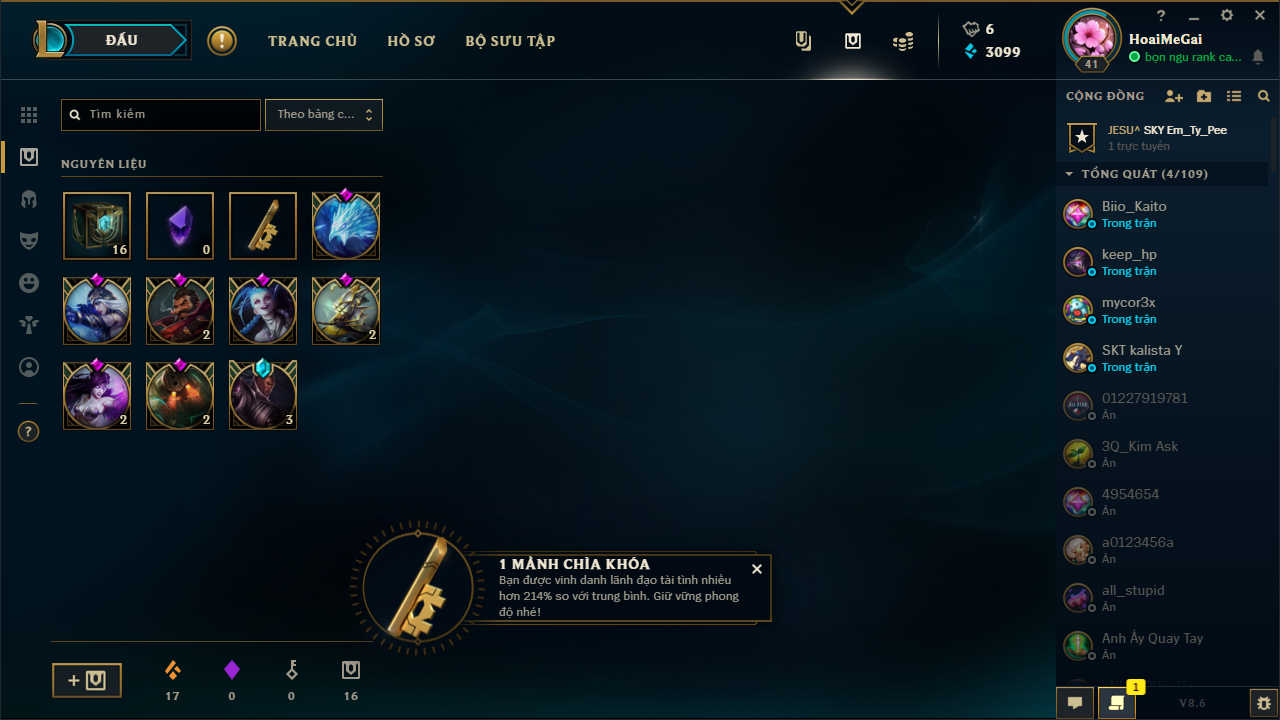 ĐẤU
!
TRANG CHỦ
HỒ SƠ
BỘ SƯU TẬP
6
3099
?
41
HoaiMeGai
bọn ngu rank ca...
Tìm kiếm
Theo bảng c...
NGUYÊN LIỆU
16
0
2
2
2
2
3
?
CỘNG ĐỒNG
JESU^ SKY Em_Ty_Pee
1 trực tuyến
TỔNG QUÁT (4/109)
Biio_Kaito
Trong trận
keep_hp
Trong trận
mycor3x
Trong trận
SKT kalista Y
Trong trận
01227919781
Ẩn
3Q_Kim Ask
Ẩn
4954654
Ẩn
a0123456a
Ẩn
all_stupid
Ẩn
Anh Ấy Quay Tay
Ẩn
1 MẢNH CHÌA KHÓA
Bạn được vinh danh lãnh đạo tài tình nhiều
hơn 214% so với trung bình. Giữ vững phong
độ nhé!
+
17
0
0
16
1
V8.6